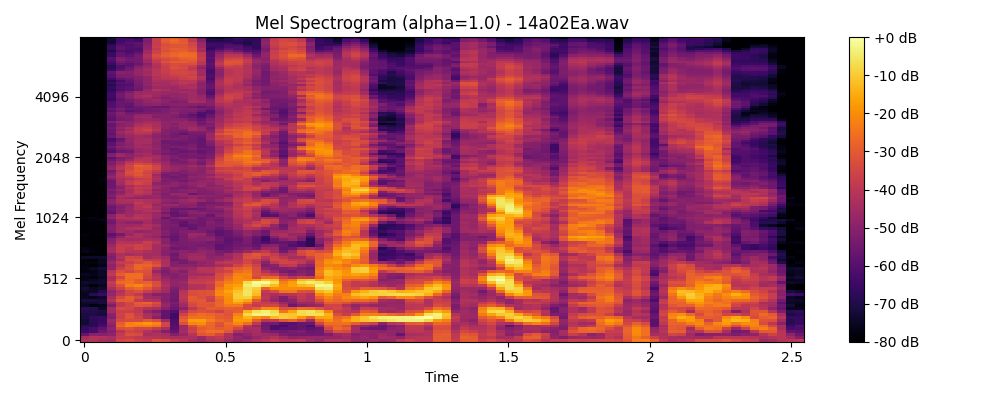 Mel Spectrogram (alpha=1.0) - 14a02Ea.wav
Mel Frequency
4096
2048
1024
512
0
0
0.5
1
1.5
2
2.5
Time
+0 dB
-10 dB
-20 dB
-30 dB
-40 dB
-50 dB
-60 dB
-70 dB
-80 dB